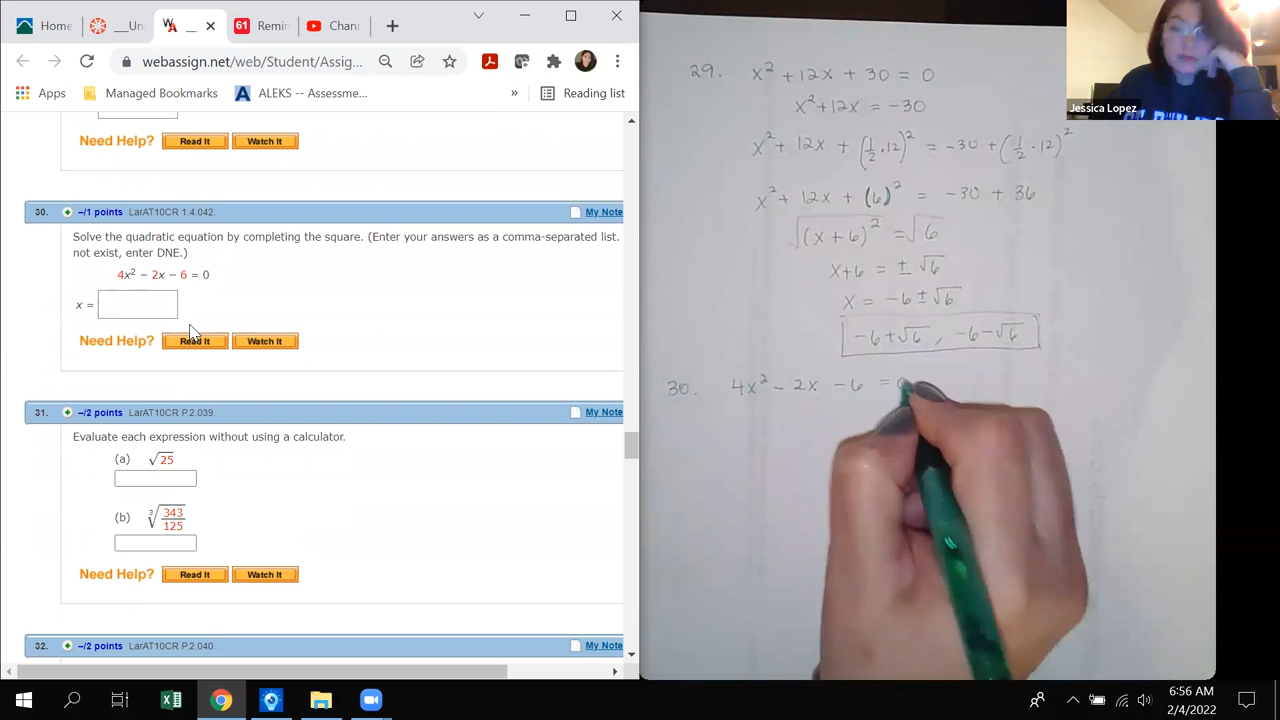 Home
__Un
__
61
Remin
Chann
webassign.net/web/Student/Assig...
Apps
Managed Bookmarks
ALEKS -- Assessme...
»
Reading list
Need Help? Read It Watch It
30. –/1 points LarAT10CR 1.4.042. My Note
Solve the quadratic equation by completing the square. (Enter your answers as a comma-separated list.
not exist, enter DNE.)
4x² − 2x − 6 = 0
x =
Need Help? Read It Watch It
31. –/2 points LarAT10CR P.2.039. My Note
Evaluate each expression without using a calculator.
(a) √25
(b) ∛(343/125)
Need Help? Read It Watch It
32. –/2 points LarAT10CR P.2.040. My Note
29. x² + 12x + 30 = 0
x² + 12x = −30
x² + 12x + (½ · 12)² = −30 + (½ · 12)²
x² + 12x + (6)² = −30 + 36
√(x + 6)² = √6
x + 6 = ± √6
x = −6 ± √6
−6 + √6 , −6 − √6
30. 4x² − 2x − 6 = 0
Jessica Lopez
6:56 AM
2/4/2022